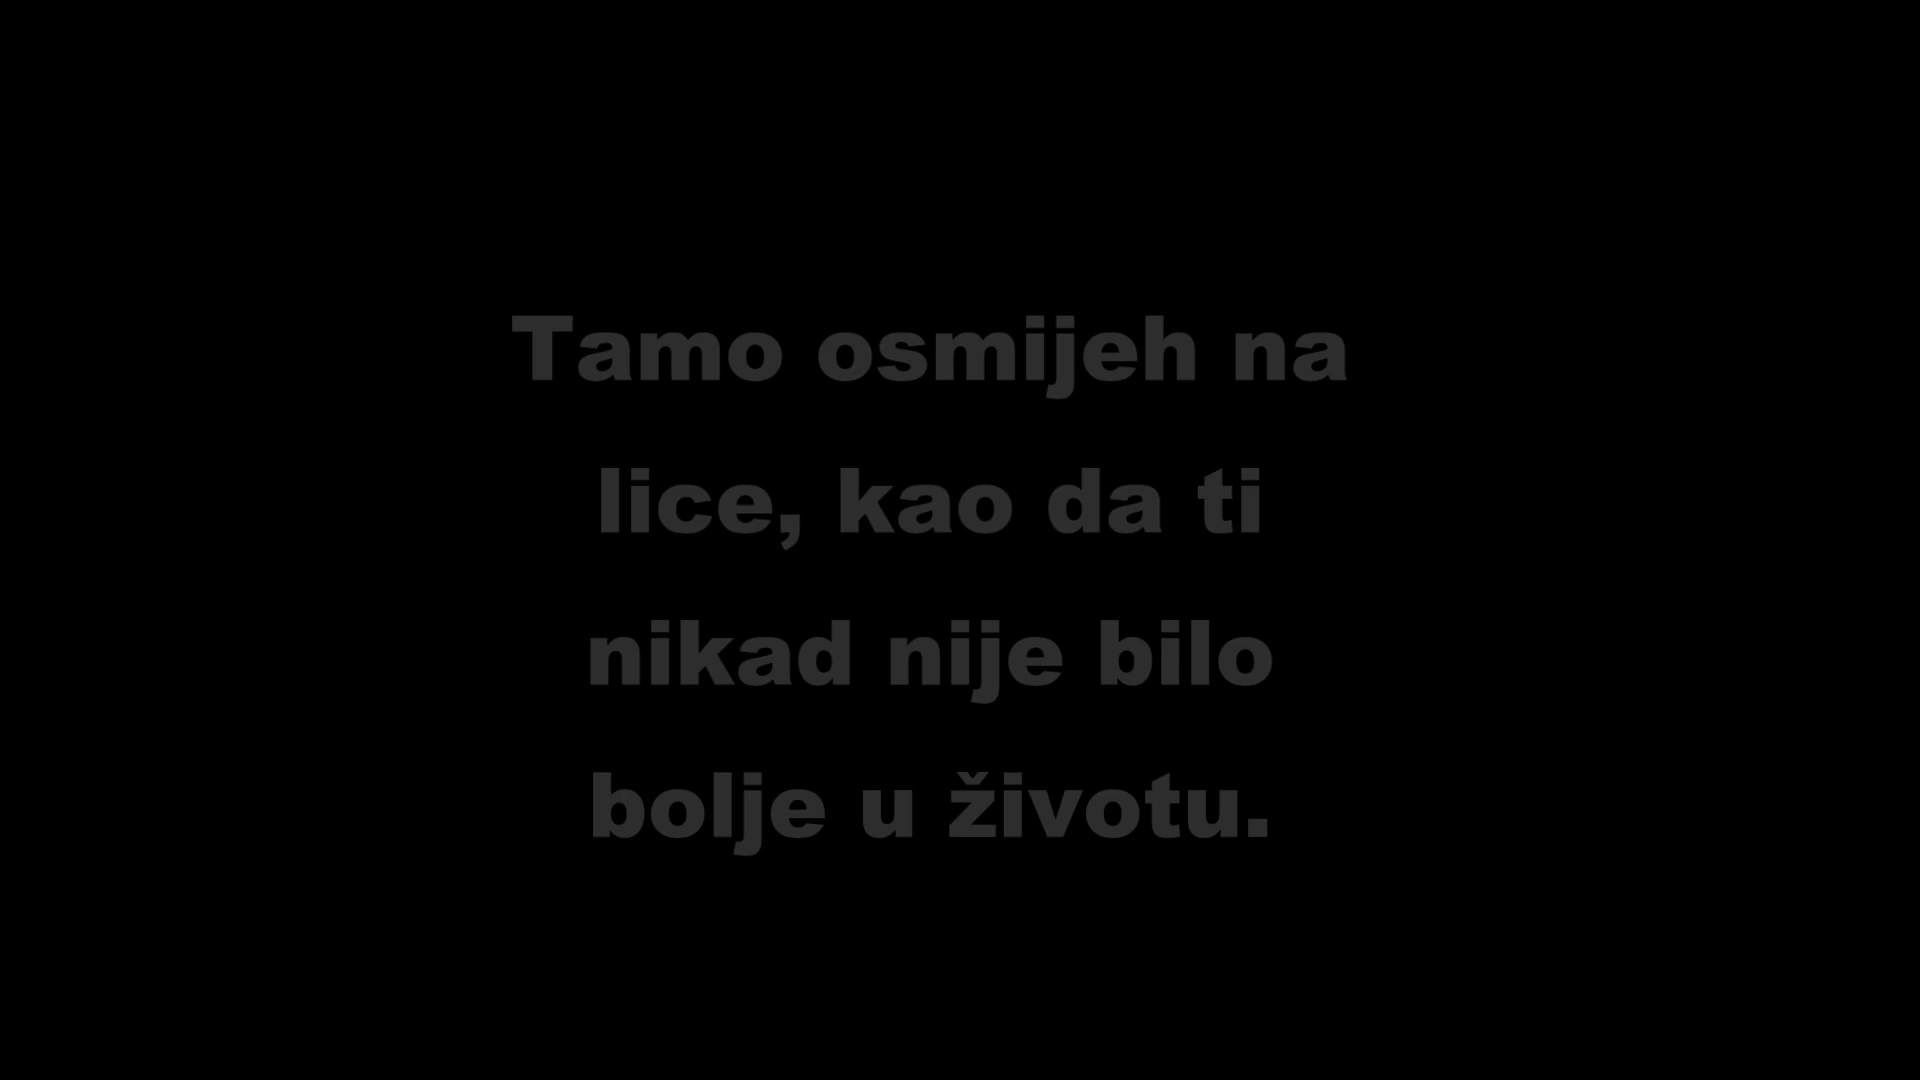 Tamo osmijeh na
lice, kao da ti
nikad nije bilo
bolje u životu.